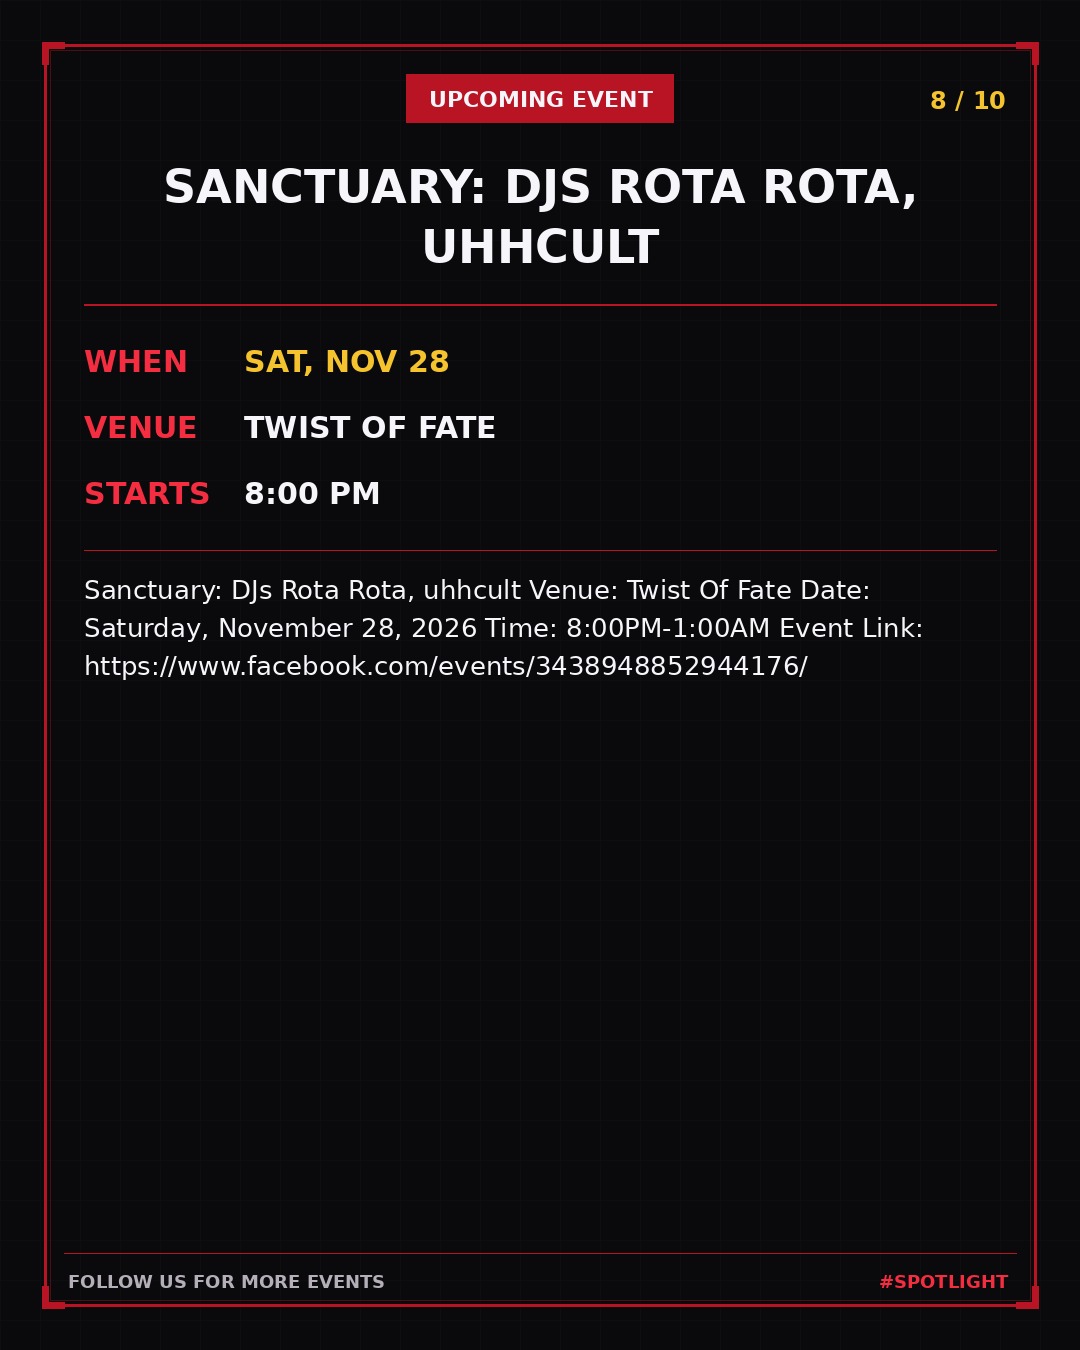 UPCOMING EVENT
8 / 10
SANCTUARY: DJS ROTA ROTA,
UHHCULT
WHEN SAT, NOV 28
VENUE TWIST OF FATE
STARTS 8:00 PM
Sanctuary: DJs Rota Rota, uhhcult Venue: Twist Of Fate Date:
Saturday, November 28, 2026 Time: 8:00PM-1:00AM Event Link:
https://www.facebook.com/events/3438948852944176/
FOLLOW US FOR MORE EVENTS
#SPOTLIGHT